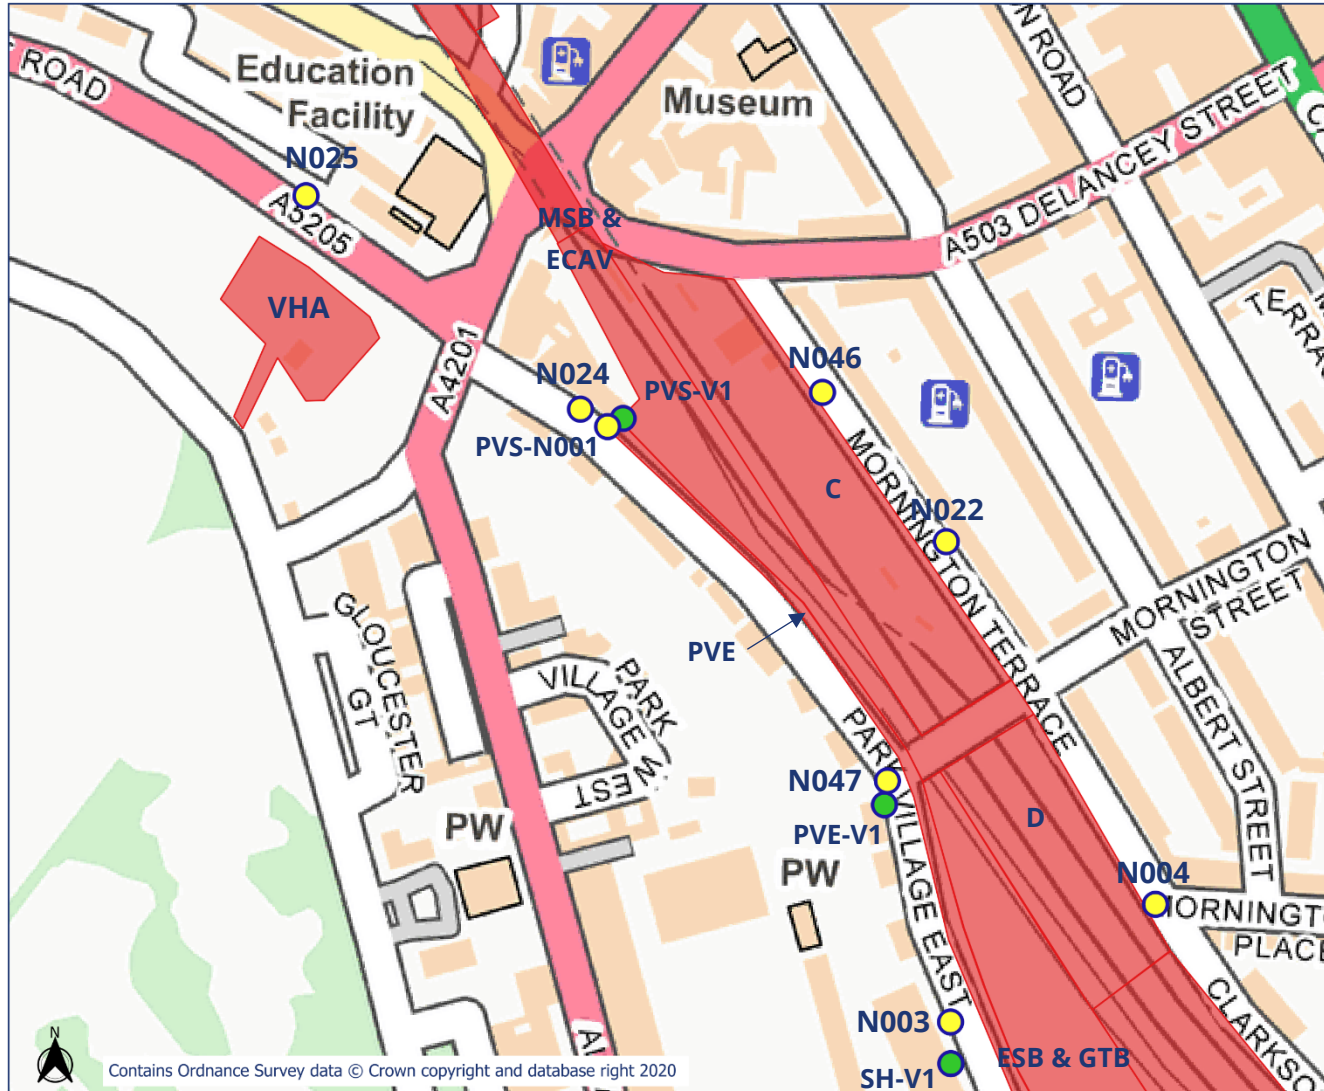 ROAD
Education
Facility
Museum
N ROAD
A503 DELANCEY STREET
N025
A5205
MSB &
ECAV
VHA
TERRA
A4201
N024
PVS-V1
N046
PVS-N001
C
MORNINGTON TERRACE
N022
MORNINGTON
STREET
GLOUCESTER
GT
PVE
PARK
VILLAGE WEST
ALBERT STREET
PARK VILLAGE EAST
N047
PVE-V1
D
PW
PW
N004
MORNINGT
PLACE
CLARKSO
N003
ESB & GTB
SH-V1
N
Contains Ordnance Survey data © Crown copyright and database right 2020